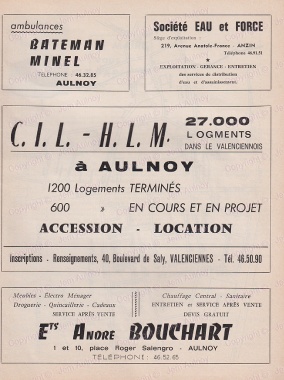 ambulances
BATEMAN
MINEL
TÉLÉPHONE : 46.52.65
AULNOY
Société EAU et FORCE
Siège d'exploitation :
219, Avenue Anatole-France - ANZIN
Téléphone 46.91.51
EXPLOITATION - GÉRANCE - ENTRETIEN
des services de distribution
d'eau et d'assainissement
C.I.L. - H.L.M.
27.000
LOGMENTS
DANS LE VALENCIENNOIS
à AULNOY
1200 Logements TERMINÉS
600 » EN COURS ET EN PROJET
ACCESSION - LOCATION
Inscriptions - Renseignements, 40, Boulevard de Saly, VALENCIENNES - Tél. 46.50.90
Meubles - Électro Ménager
Droguerie - Quincaillerie - Cadeaux
SERVICE APRÈS VENTE
Chauffage Central - Sanitaire
ENTRETIEN et SERVICE APRÈS VENTE
DEVIS GRATUIT
Ets ANDRE BOUCHART
1 et 10, place Roger Salengro - AULNOY
TÉLÉPHONE : 46.52.65